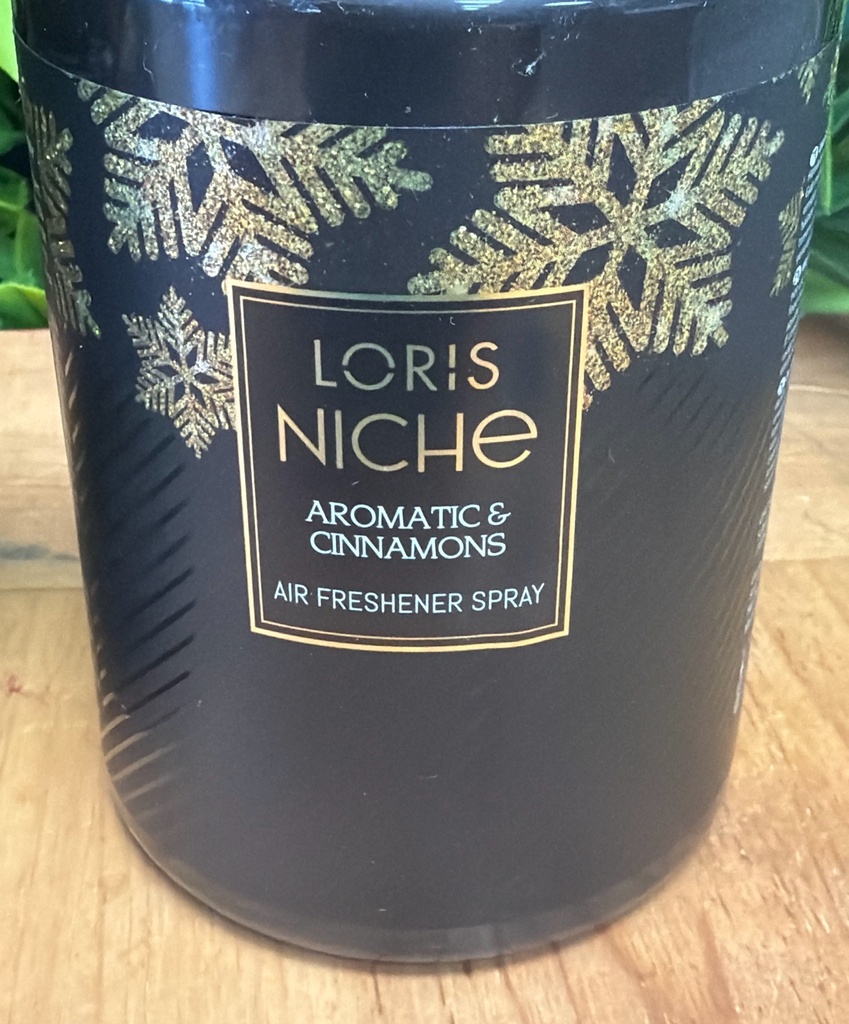 LORIS
NICHe
AROMATIC &
CINNAMONS
AIR FRESHENER SPRAY